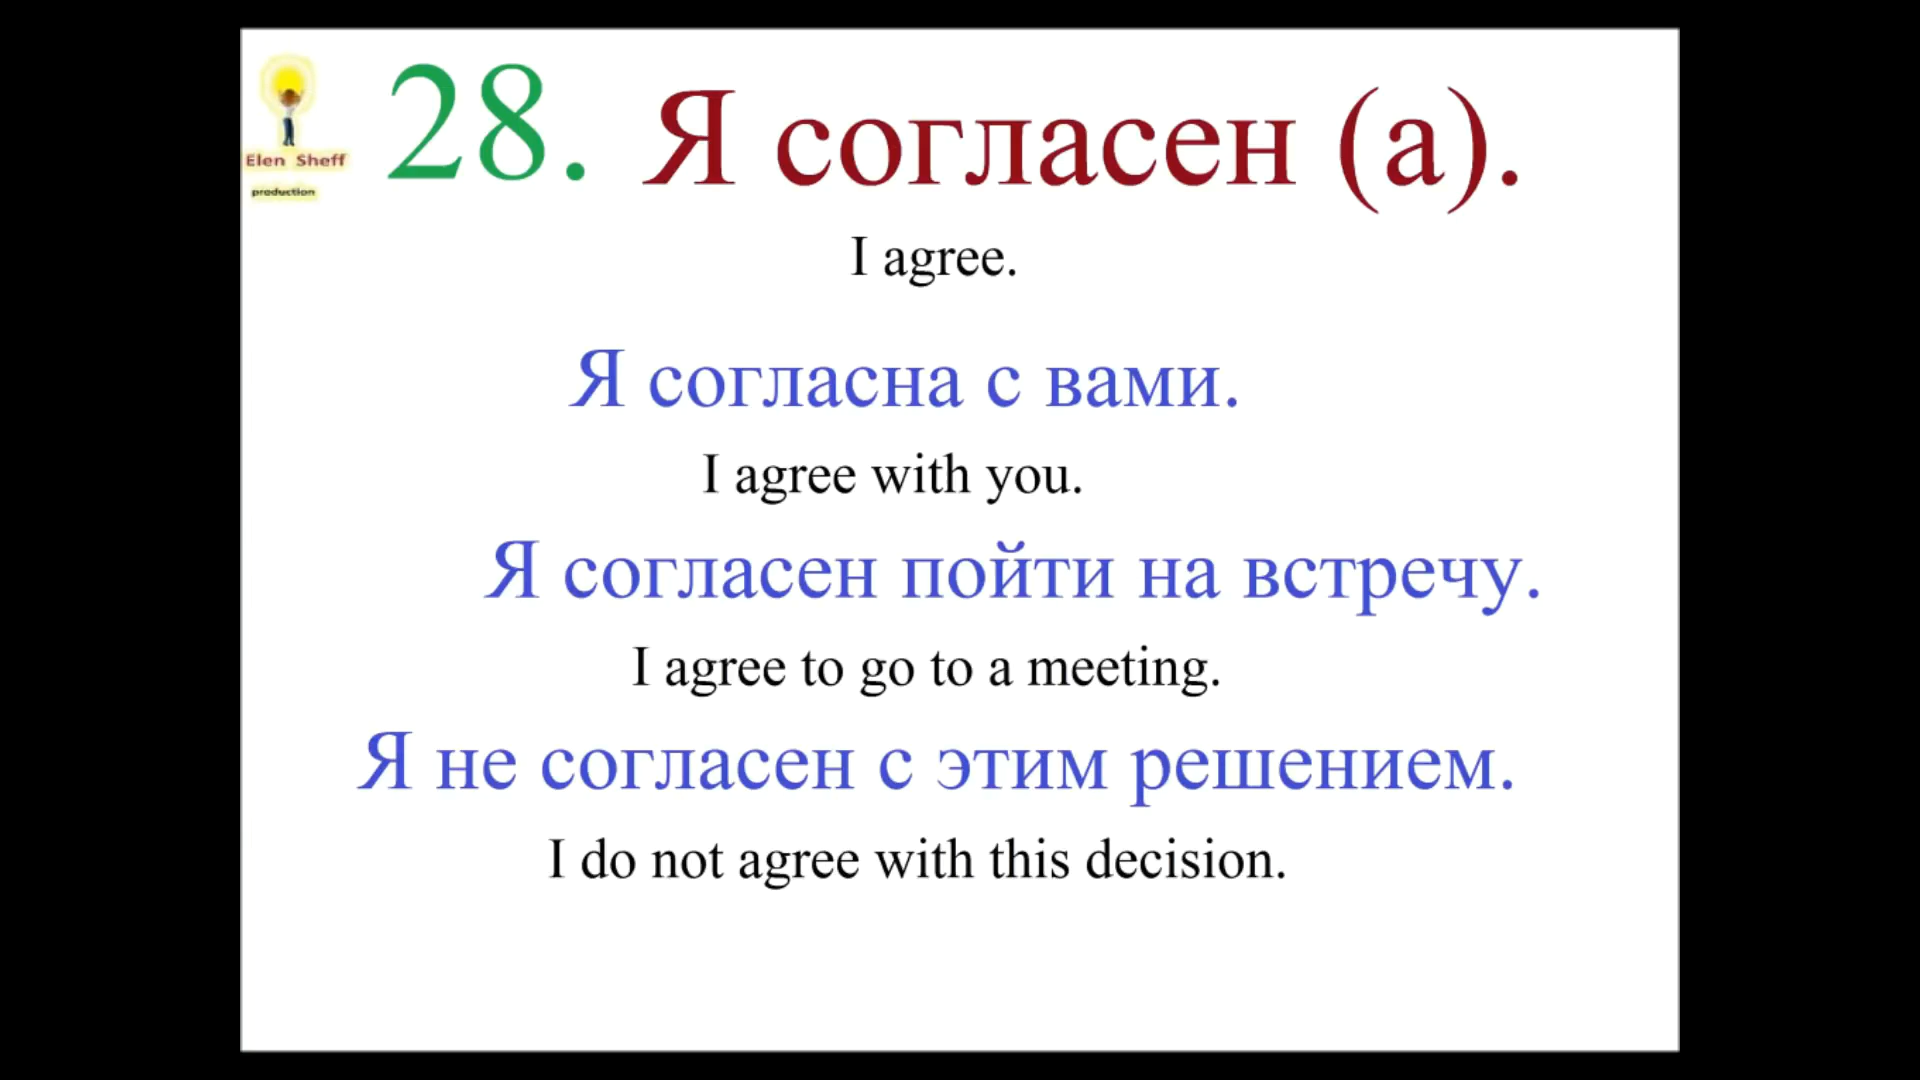 Elen Sheff
production
28. Я согласен (а).
I agree.
Я согласна с вами.
I agree with you.
Я согласен пойти на встречу.
I agree to go to a meeting.
Я не согласен с этим решением.
I do not agree with this decision.